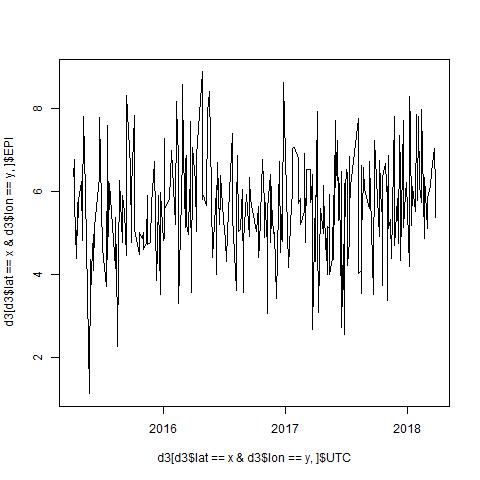 8
6
4
2
d3[d3$lat == x & d3$lon == y, ]$EPI
2016 2017 2018
d3[d3$lat == x & d3$lon == y, ]$UTC